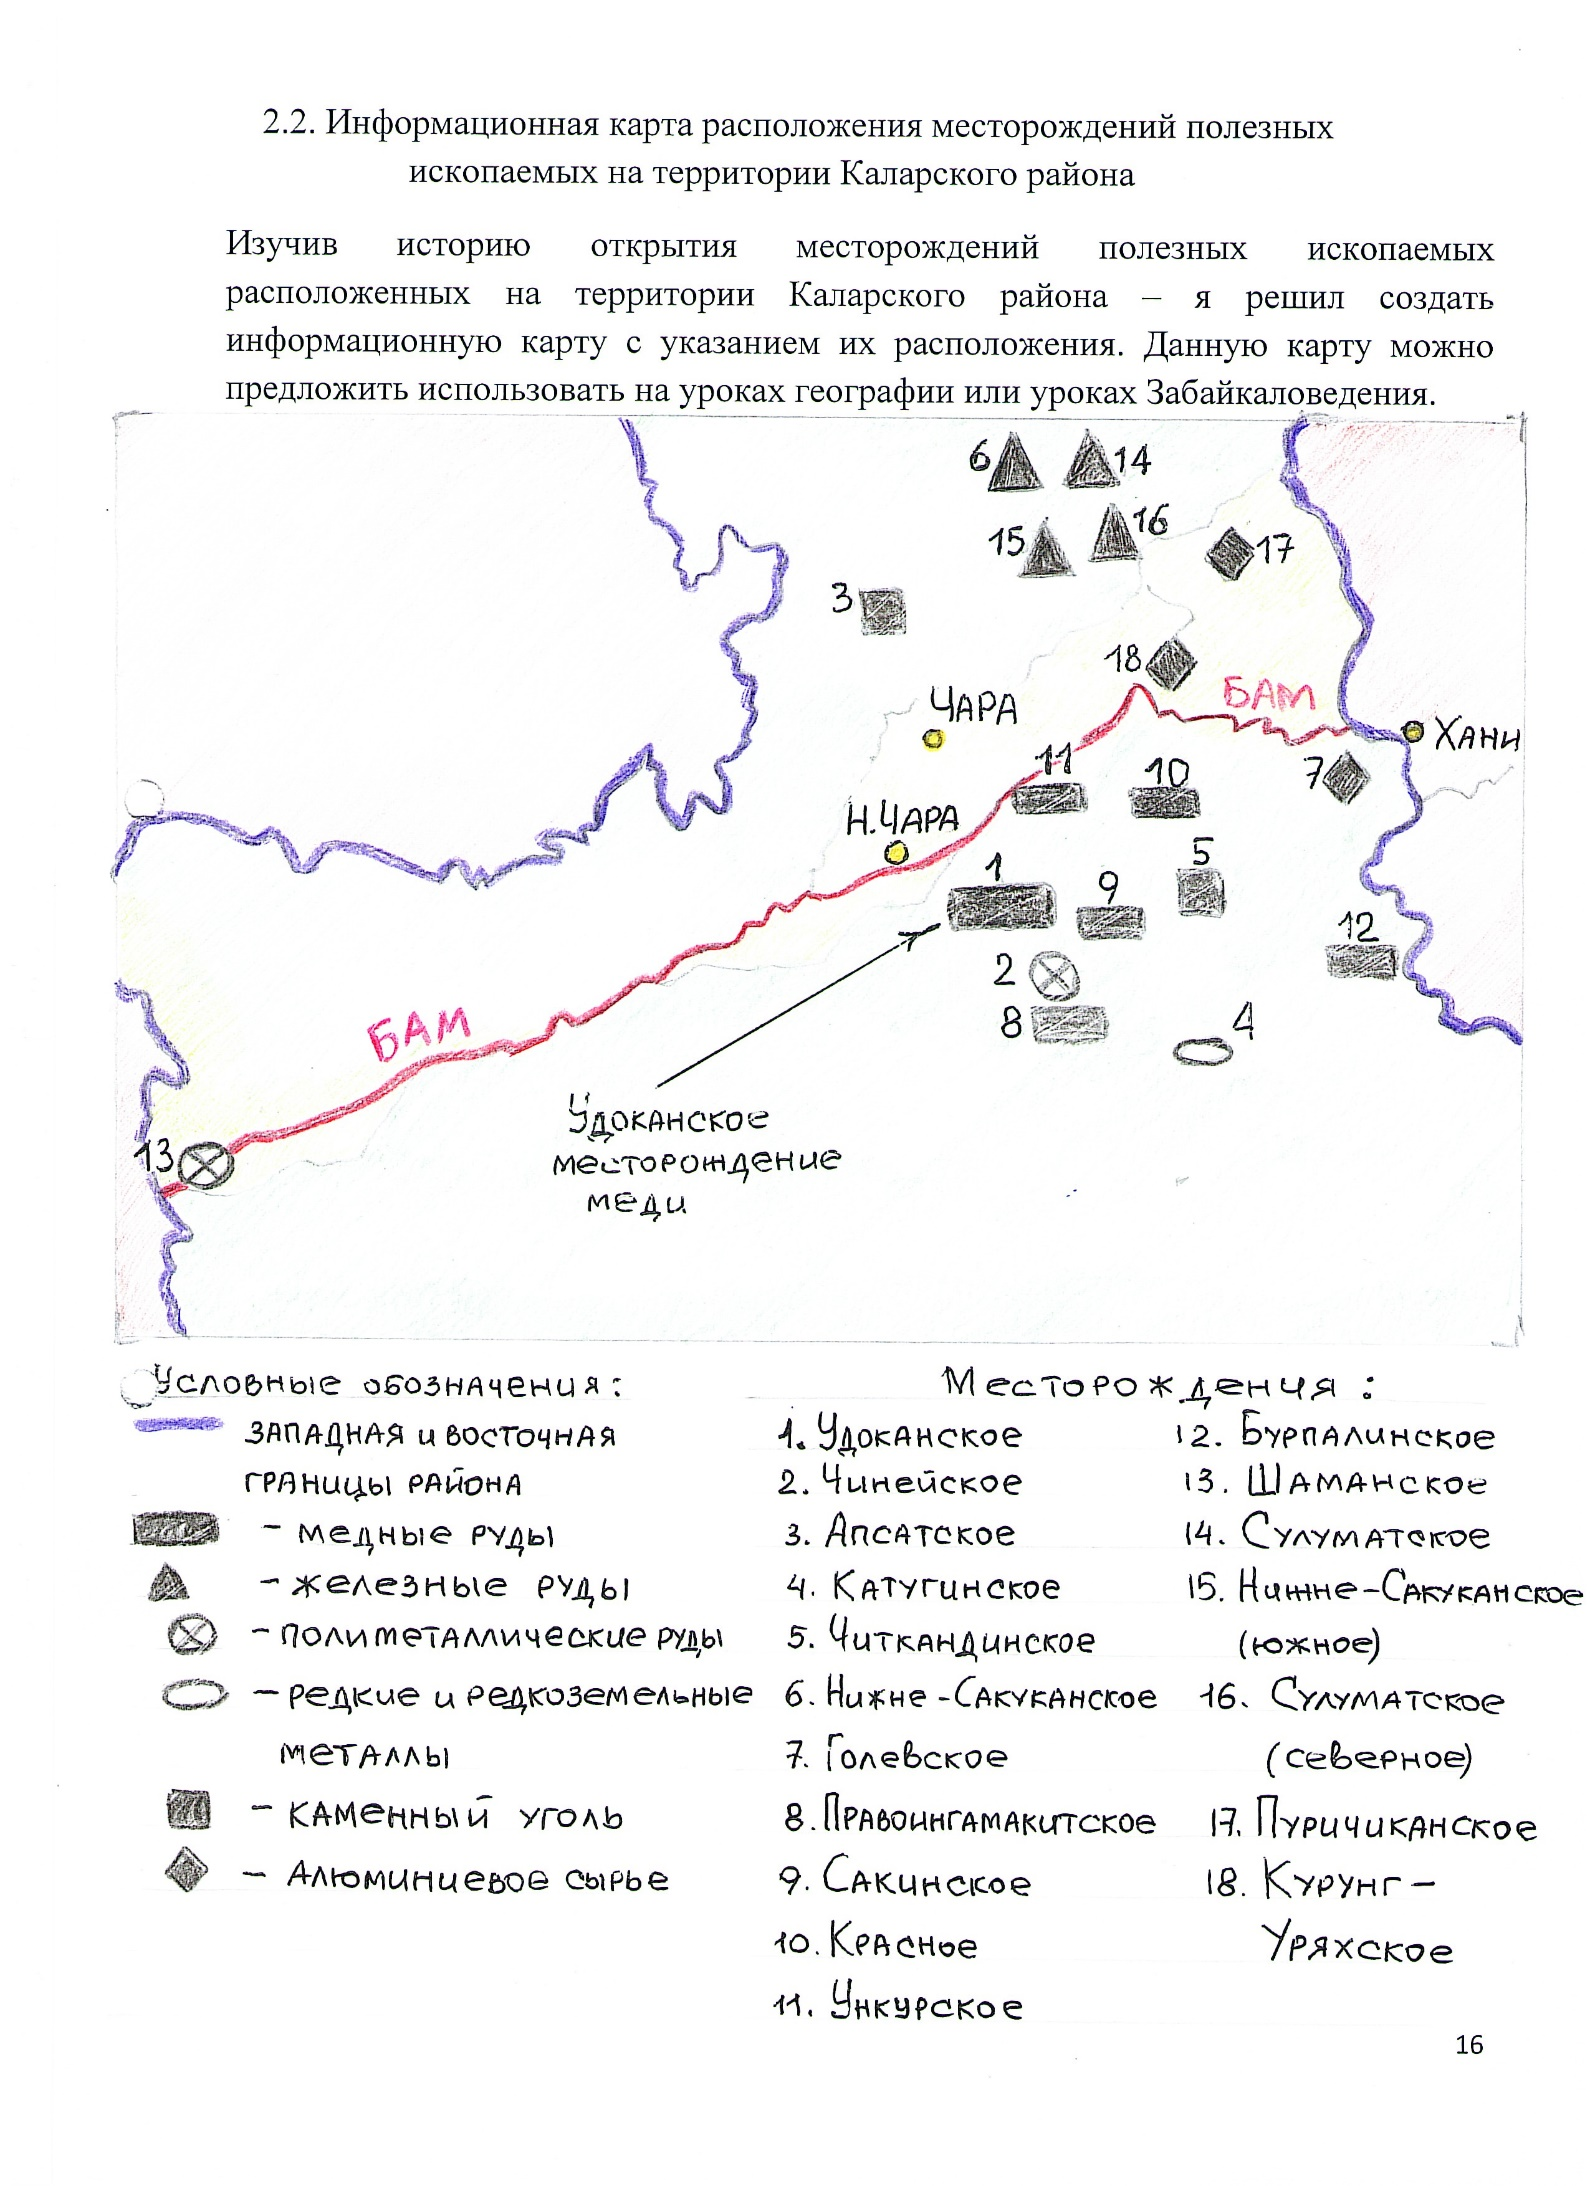 2.2. Информационная карта расположения месторождений полезных
ископаемых на территории Каларского района
Изучив историю открытия месторождений полезных ископаемых
расположенных на территории Каларского района – я решил создать
информационную карту с указанием их расположения. Данную карту можно
предложить использовать на уроках географии или уроках Забайкаловедения.
6
14
15
16
17
3
18
БАМ
ЧАРА
ХАНИ
11
10
7
Н.ЧАРА
1
9
5
12
2
8
4
БАМ
Удоканское
месторождение
меди
13
Условные обозначения:
западная и восточная
границы района
- медные руды
- железные руды
- полиметаллические руды
- редкие и редкоземельные
металлы
- каменный уголь
- Алюминиевое сырье
Месторождения:
1. Удоканское
2. Чинейское
3. Апсатское
4. Катугинское
5. Читкандинское
6. Нижне-Сакуканское
7. Голевское
8. Правоингамакитское
9. Сакинское
10. Красное
11. Ункурское
12. Бурпалинское
13. Шаманское
14. Сулуматское
15. Нижне-Сакуканское
(южное)
16. Сулуматское
(северное)
17. Пуричиканское
18. Курунг-
Уряхское
16